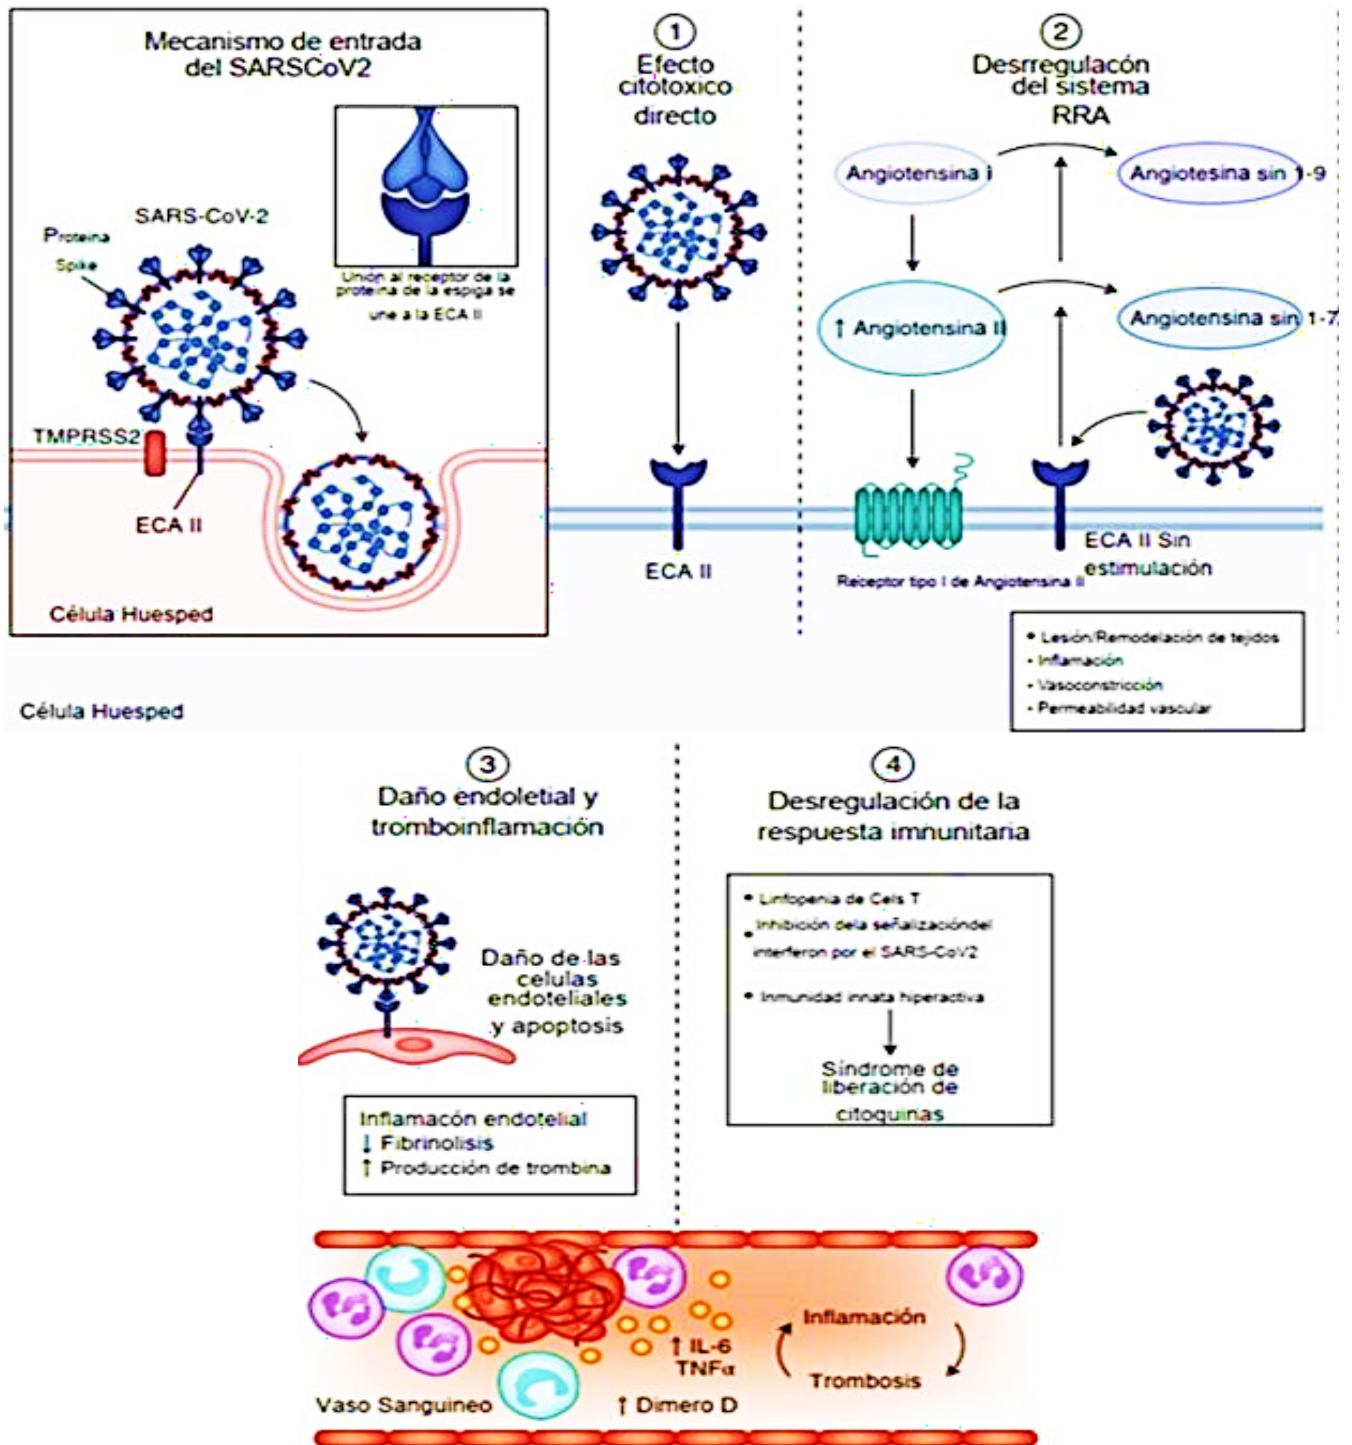 Mecanismo de entrada
del SARSCoV2
SARS-CoV-2
Proteina
Spike
Unión al receptor de la
proteina de la espiga se
une a la ECA II
TMPRSS2
ECA II
Célula Huesped
Célula Huesped
1
Efecto
citotoxico
directo
ECA II
2
Desrregulacón
del sistema
RRA
Angiotensina I
Angiotesina sin 1-9
↑ Angiotensina II
Angiotensina sin 1-7
Receptor tipo I de Angiotensina II
ECA II Sin
estimulación
• Lesión/Remodelación de tejidos
• Inflamación
• Vasoconstricción
• Permeabilidad vascular
3
Daño endoletial y
tromboinflamación
Daño de las
celulas
endoteliales
y apoptosis
Inflamacón endotelial
↓ Fibrinolisis
↑ Producción de trombina
4
Desregulación de la
respuesta imnunitaria
• Linfopenia de Cels T
• Inhibición dela señalizacióndel
interferon por el SARS-CoV2
• Inmunidad innata hiperactiva
Síndrome de
liberación de
citoquinas
↑ IL-6
TNFα
↑ Dimero D
Inflamación
Trombosis
Vaso Sanguineo